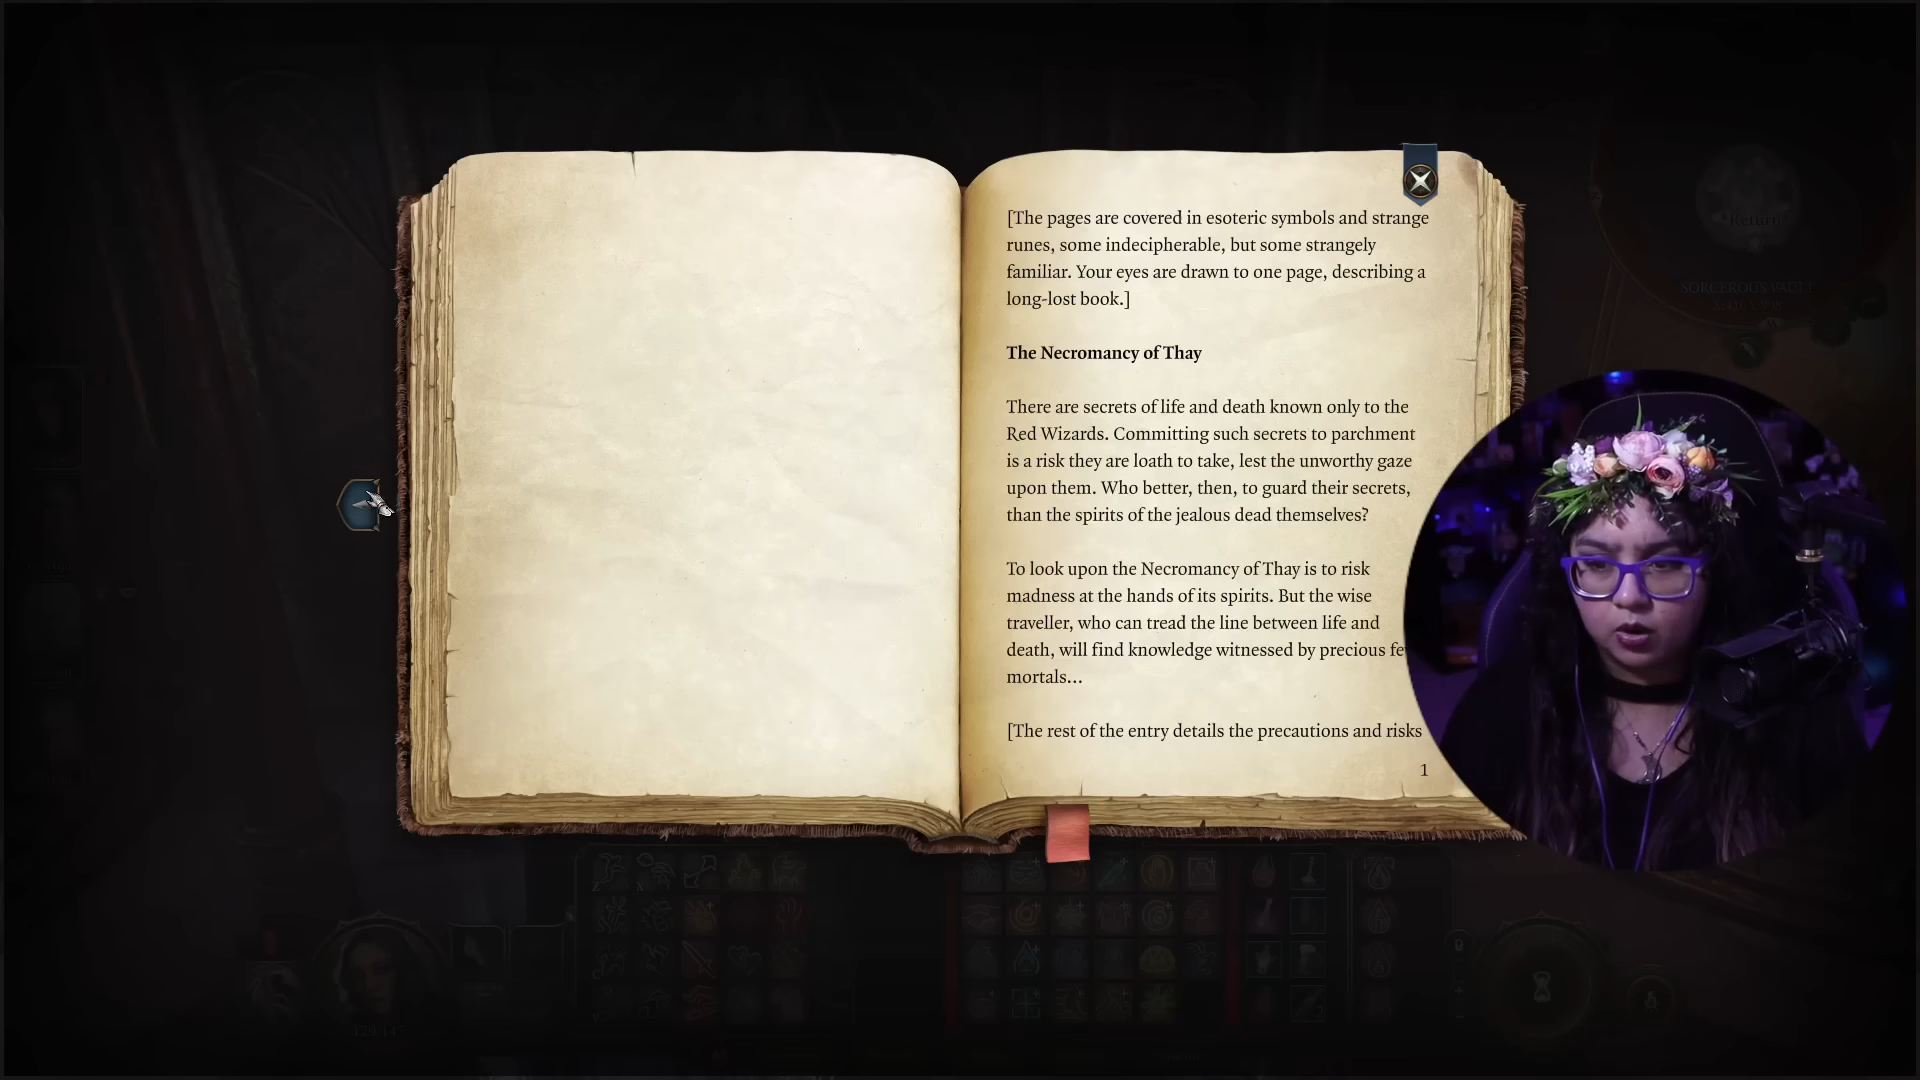 [The pages are covered in esoteric symbols and strange
runes, some indecipherable, but some strangely
familiar. Your eyes are drawn to one page, describing a
long-lost book.]
The Necromancy of Thay
There are secrets of life and death known only to the
Red Wizards. Committing such secrets to parchment
is a risk they are loath to take, lest the unworthy gaze
upon them. Who better, then, to guard their secrets,
than the spirits of the jealous dead themselves?
To look upon the Necromancy of Thay is to risk
madness at the hands of its spirits. But the wise
traveller, who can tread the line between life and
death, will find knowledge witnessed by precious
mortals...
[The rest of the entry details the precautions and risks
1
Return
SORCEROUS VAULT